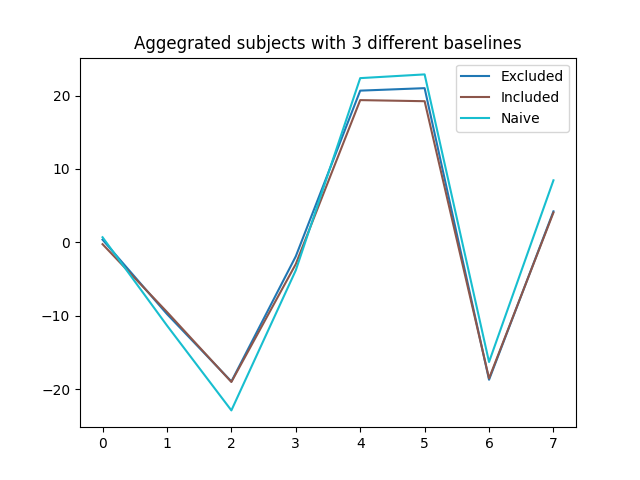 Aggegrated subjects with 3 different baselines
Excluded
Included
Naive
20
10
0
−10
−20
0 1 2 3 4 5 6 7